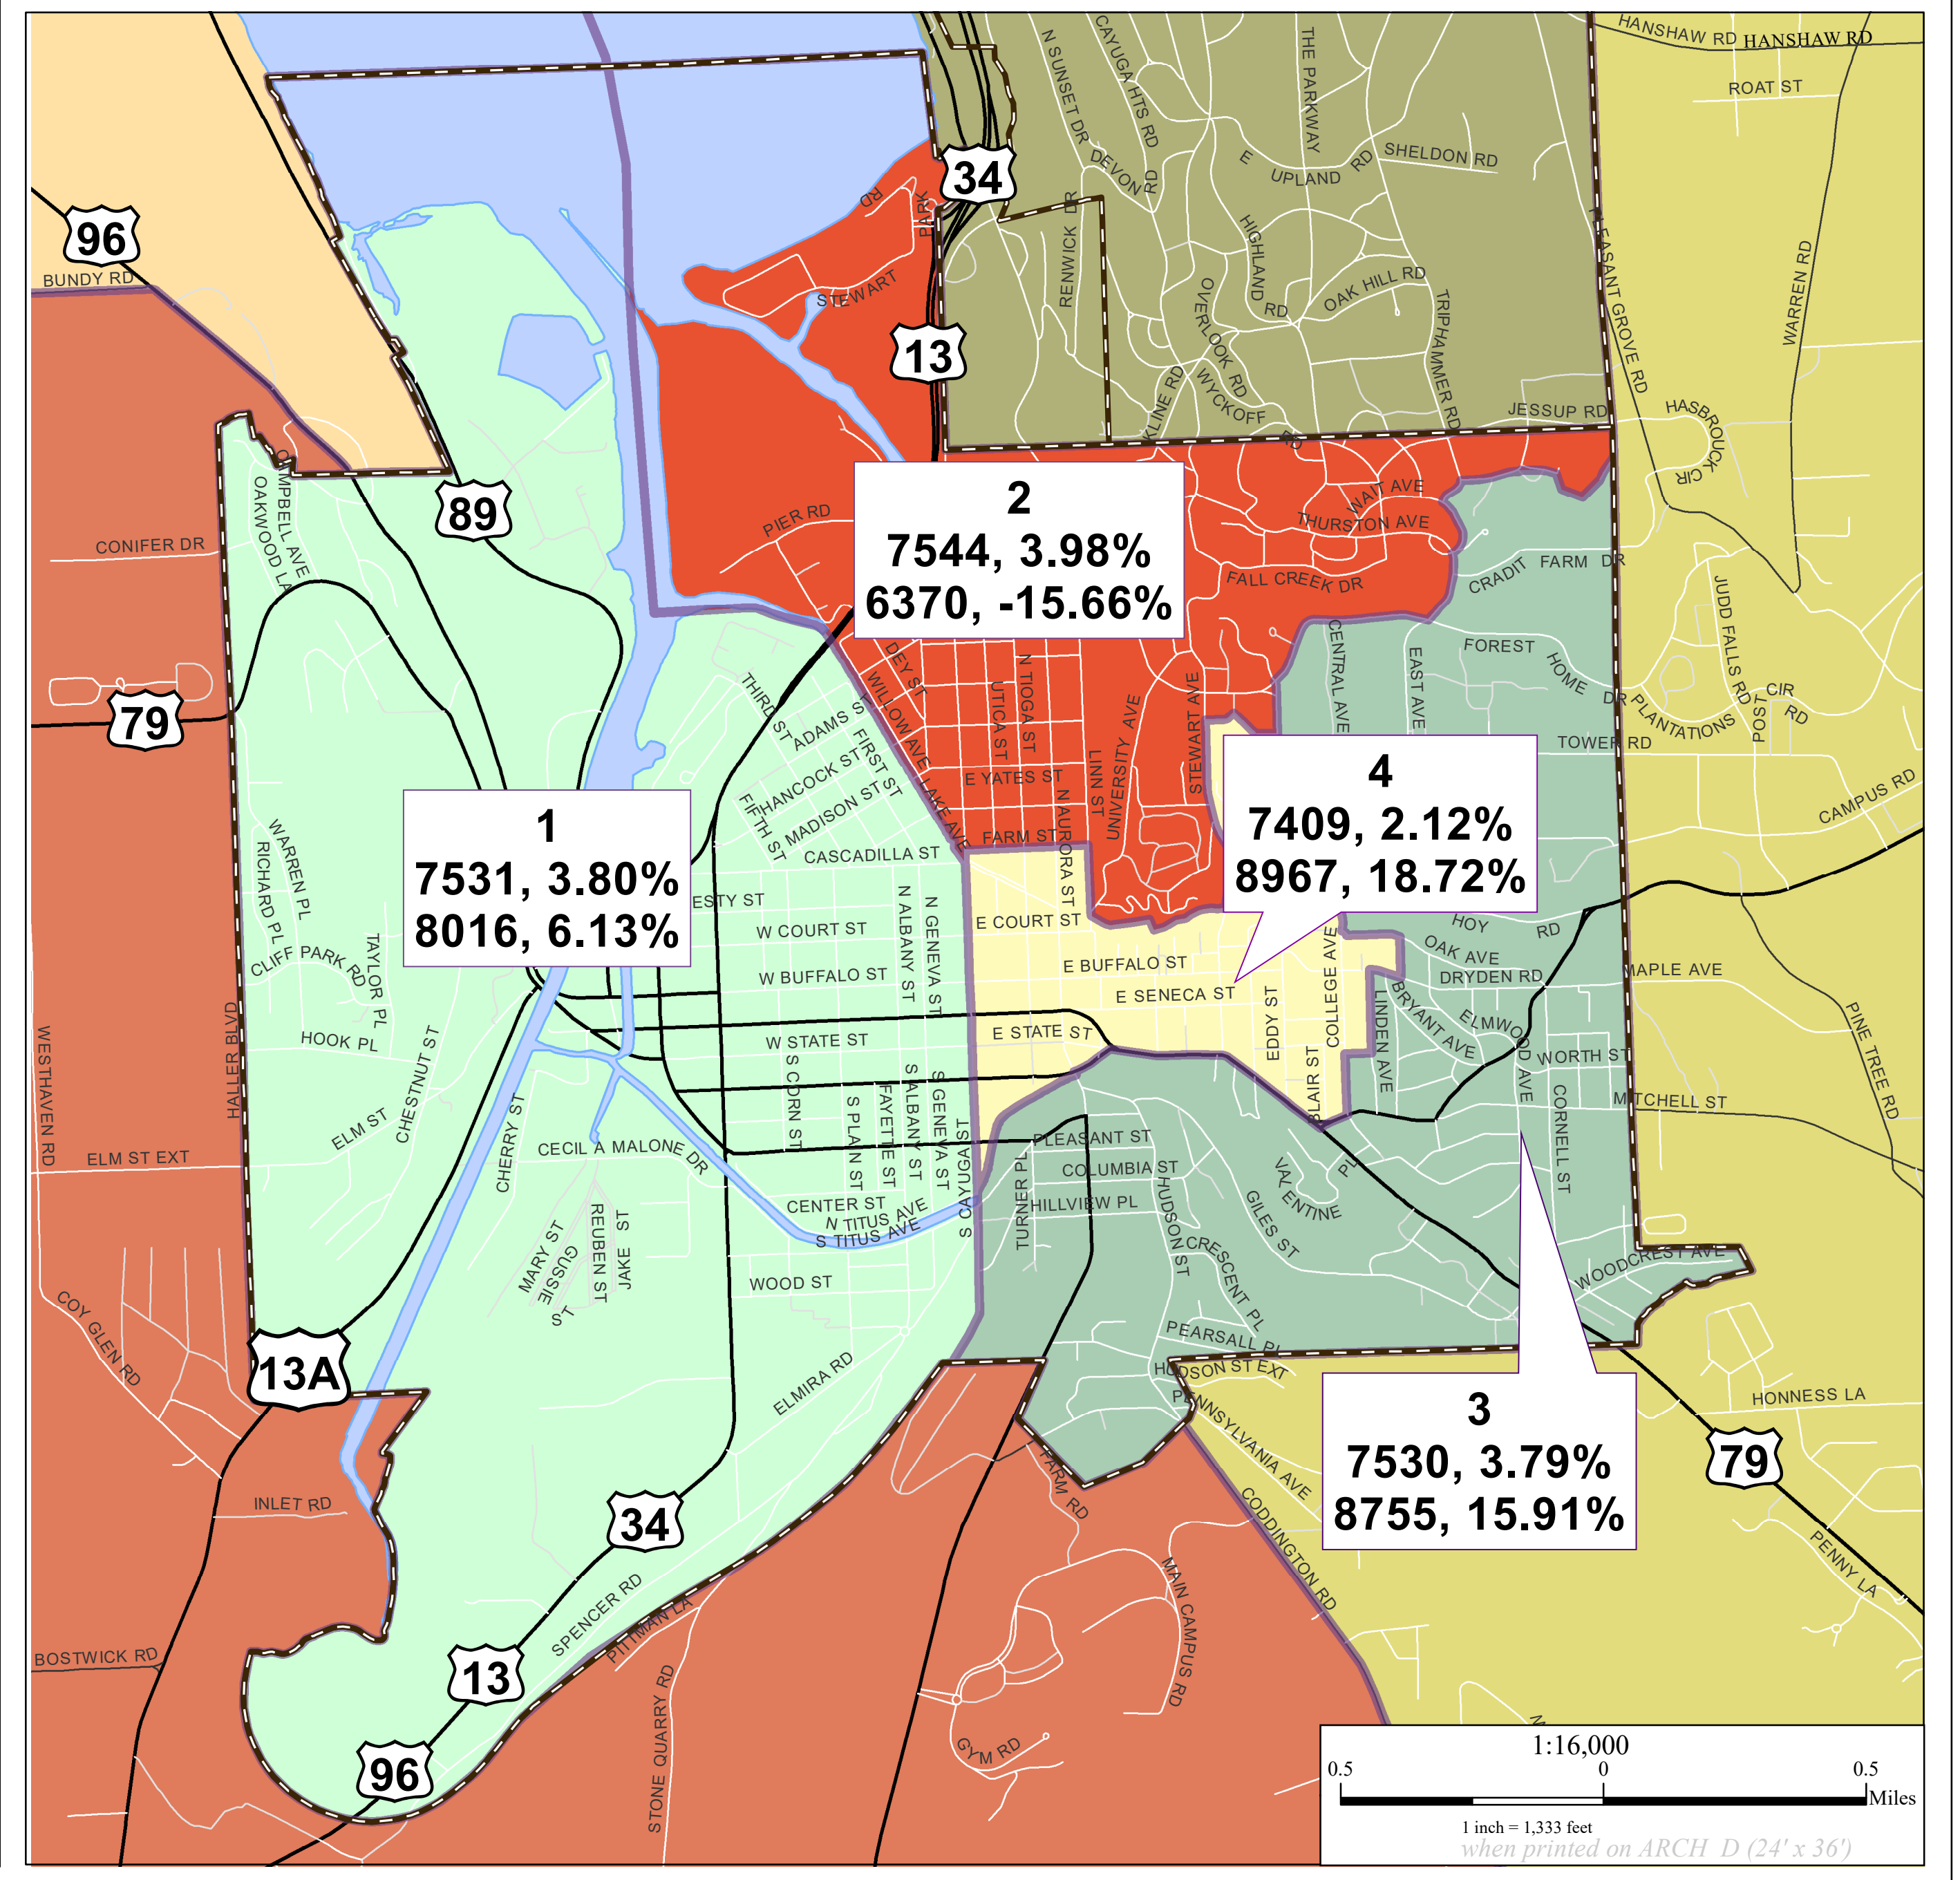 HANSHAW RD
HANSHAW RD
ROAT ST
N SUNSET DR
CAYUGA HTS RD
THE PARKWAY
SHELDON RD
E UPLAND RD
DEVON RD
34
PARK RD
96
BUNDY RD
RENWICK DR
HIGHLAND RD
OAK HILL RD
PLEASANT GROVE RD
WARREN RD
STEWART
13
OVERLOOK RD
TRIPHAMMER RD
KLINE RD
WYCKOFF RD
JESSUP RD
HASBROUCK CIR
OAKWOOD LA
89
PIER RD
CONIFER DR
2
7544, 3.98%
6370, -15.66%
WAIT AVE
THURSTON AVE
FALL CREEK DR
CRADIT FARM DR
JUDD FALLS RD
FOREST HOME DR
CENTRAL AVE
EAST AVE
PLANTATIONS RD
CIR
POST
TOWER RD
CAMPUS RD
79
DEY ST
WILLOW AVE
LAKE AVE
UTICA ST
N TIOGA ST
THIRD ST
ADAMS S
FIRST ST
HANCOCK ST
MADISON ST
FIFTH ST
E YATES ST
LINN ST
N AURORA ST
UNIVERSITY AVE
STEWART AVE
FARM ST
4
7409, 2.12%
8967, 18.72%
1
7531, 3.80%
8016, 6.13%
CASCADILLA ST
ESTY ST
WARREN PL
RICHARD PL
CLIFF PARK RD
TAYLOR PL
HOOK PL
HALLER BLVD
WESTHAVEN RD
W COURT ST
N ALBANY ST
N GENEVA ST
E COURT ST
W BUFFALO ST
E BUFFALO ST
E SENECA ST
EDDY ST
COLLEGE AVE
HOY RD
OAK AVE
DRYDEN RD
MAPLE AVE
LINDEN AVE
BRYANT AVE
ELMWOOD AVE
WORTH ST
PINE TREE RD
W STATE ST
E STATE ST
BLAIR ST
MITCHELL ST
CORNELL ST
CHESTNUT ST
ELM ST
ELM ST EXT
CHERRY ST
CECIL A MALONE DR
S CORN ST
S PLAIN ST
FAYETTE ST
S ALBANY ST
S GENEVA ST
S CAYUGA ST
PLEASANT ST
COLUMBIA ST
HILLVIEW PL
TURNER PL
HUDSON ST
GILES ST
VALENTINE PL
CRESCENT PL
CENTER ST
N TITUS AVE
S TITUS AVE
WOOD ST
MARY ST
GUSSIE ST
REUBEN ST
JAKE ST
WOODCREST AVE
PEARSALL PL
HUDSON ST EXT
PENNSYLVANIA AVE
COY GLEN RD
13A
ELMIRA RD
3
7530, 3.79%
8755, 15.91%
HONNESS LA
79
PENNY LA
FARM RD
CODDINGTON RD
INLET RD
34
SPENCER RD
PITTMAN LA
MAIN CAMPUS RD
BOSTWICK RD
13
STONE QUARRY RD
GYM RD
96
1:16,000
0.5 0 0.5
Miles
1 inch = 1,333 feet
when printed on ARCH D (24' x 36')